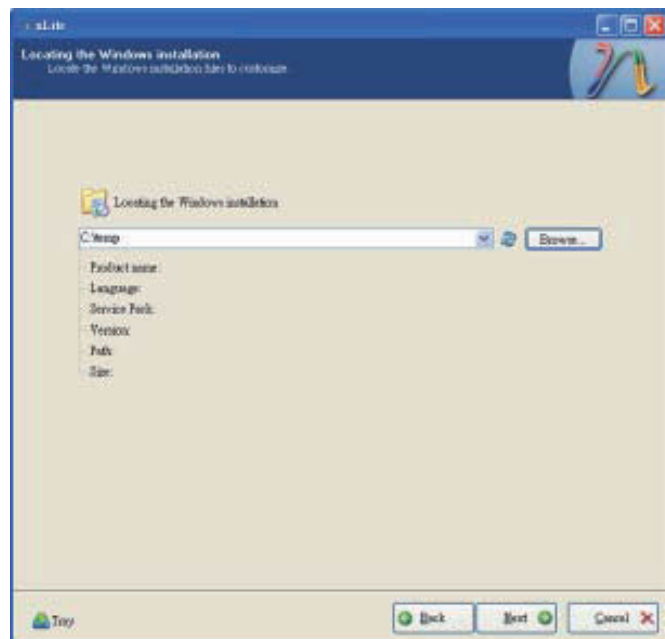 nLite
Locating the Windows installation
Locate the Windows installation files to customize
Locating the Windows installation
C:\temp
Browse...
Product name:
Language:
Service Pack:
Version:
Path:
Size:
Tray
Back
Next
Cancel